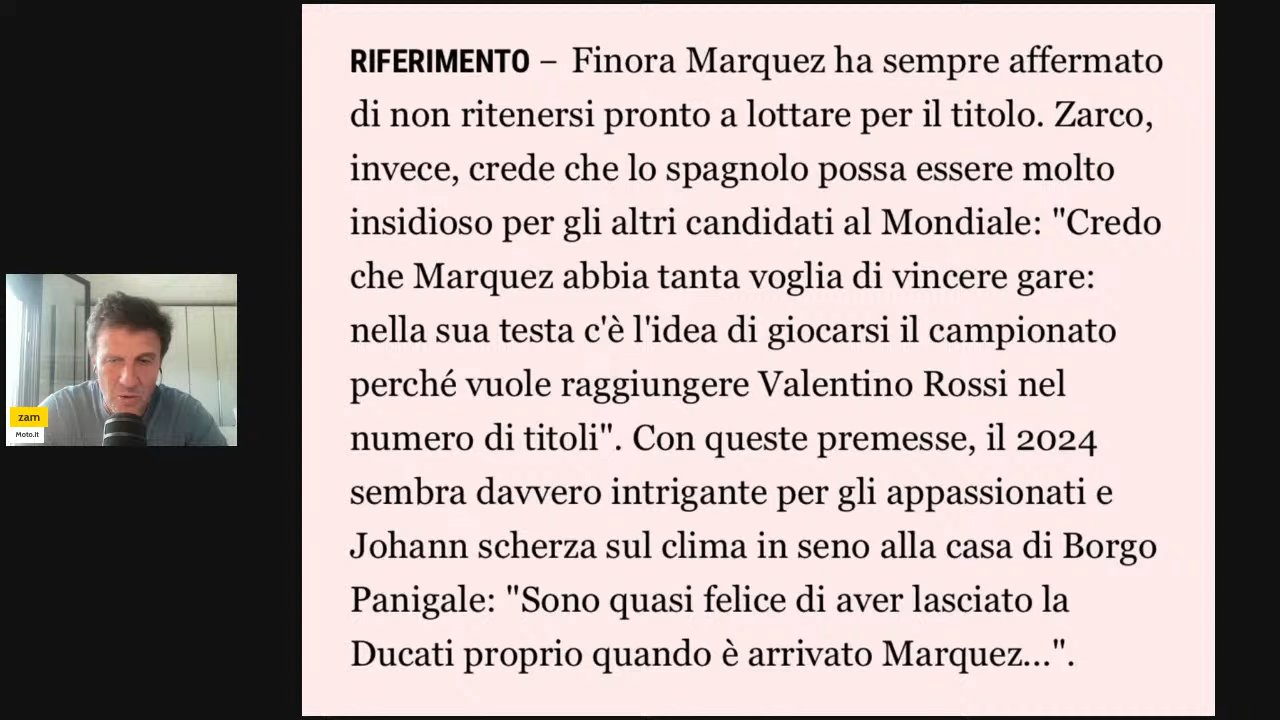 RIFERIMENTO – Finora Marquez ha sempre affermato
di non ritenersi pronto a lottare per il titolo. Zarco,
invece, crede che lo spagnolo possa essere molto
insidioso per gli altri candidati al Mondiale: "Credo
che Marquez abbia tanta voglia di vincere gare:
nella sua testa c'è l'idea di giocarsi il campionato
perché vuole raggiungere Valentino Rossi nel
numero di titoli". Con queste premesse, il 2024
sembra davvero intrigante per gli appassionati e
Johann scherza sul clima in seno alla casa di Borgo
Panigale: "Sono quasi felice di aver lasciato la
Ducati proprio quando è arrivato Marquez...".
zam
Moto.it